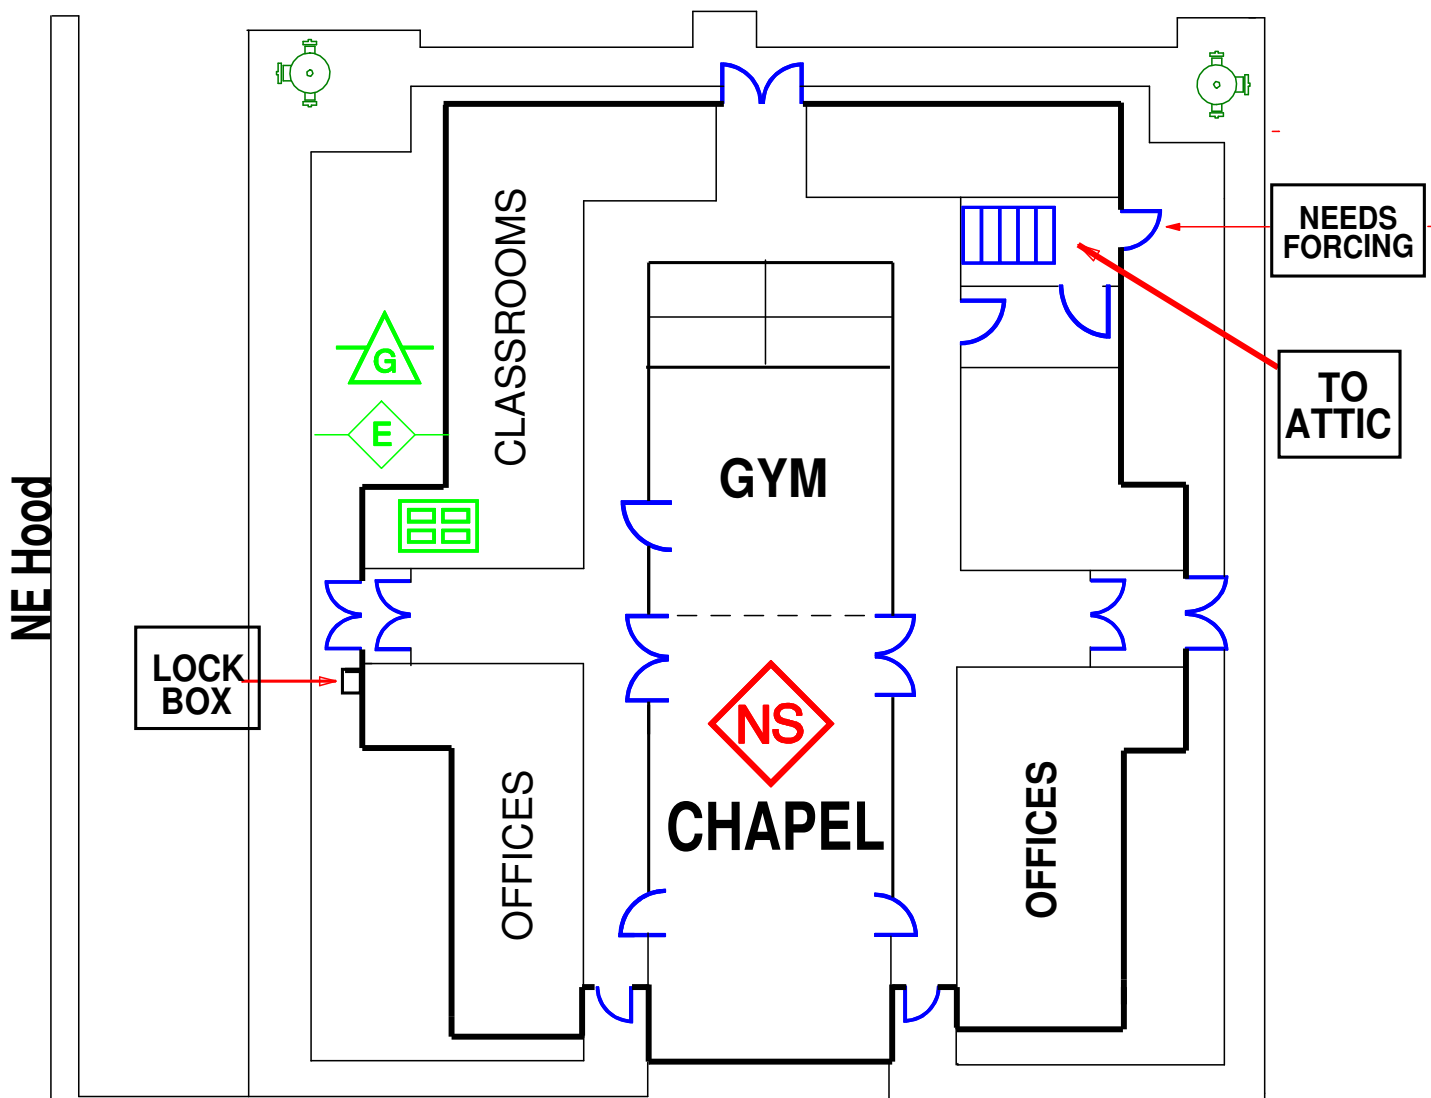 CLASSROOMS
NEEDS
FORCING
G
TO
ATTIC
E
GYM
NE Hood
LOCK
BOX
NS
CHAPEL
OFFICES
OFFICES